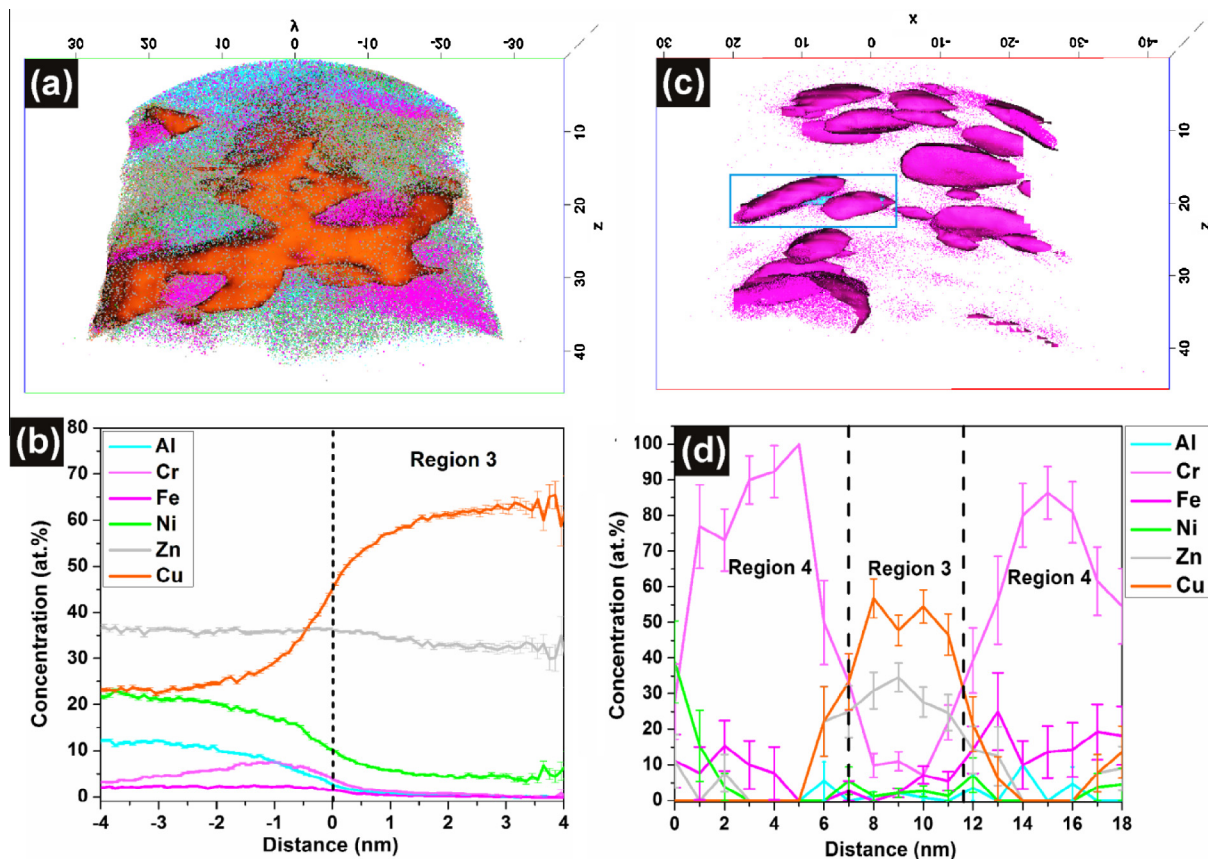 (a)
y
30 20 10 0 -10 -20 -30
10
20
z
30
40
(c)
x
30 20 10 0 -10 -20 -30 -40
10
20
z
30
40
(b)
80
70
60
50
40
30
20
10
0
Concentration (at.%)
Al
Cr
Fe
Ni
Zn
Cu
Region 3
-4 -3 -2 -1 0 1 2 3 4
Distance (nm)
(d)
100
90
80
70
60
50
40
30
20
10
0
Concentration (at.%)
Region 4
Region 3
Region 4
Al
Cr
Fe
Ni
Zn
Cu
0 2 4 6 8 10 12 14 16 18
Distance (nm)